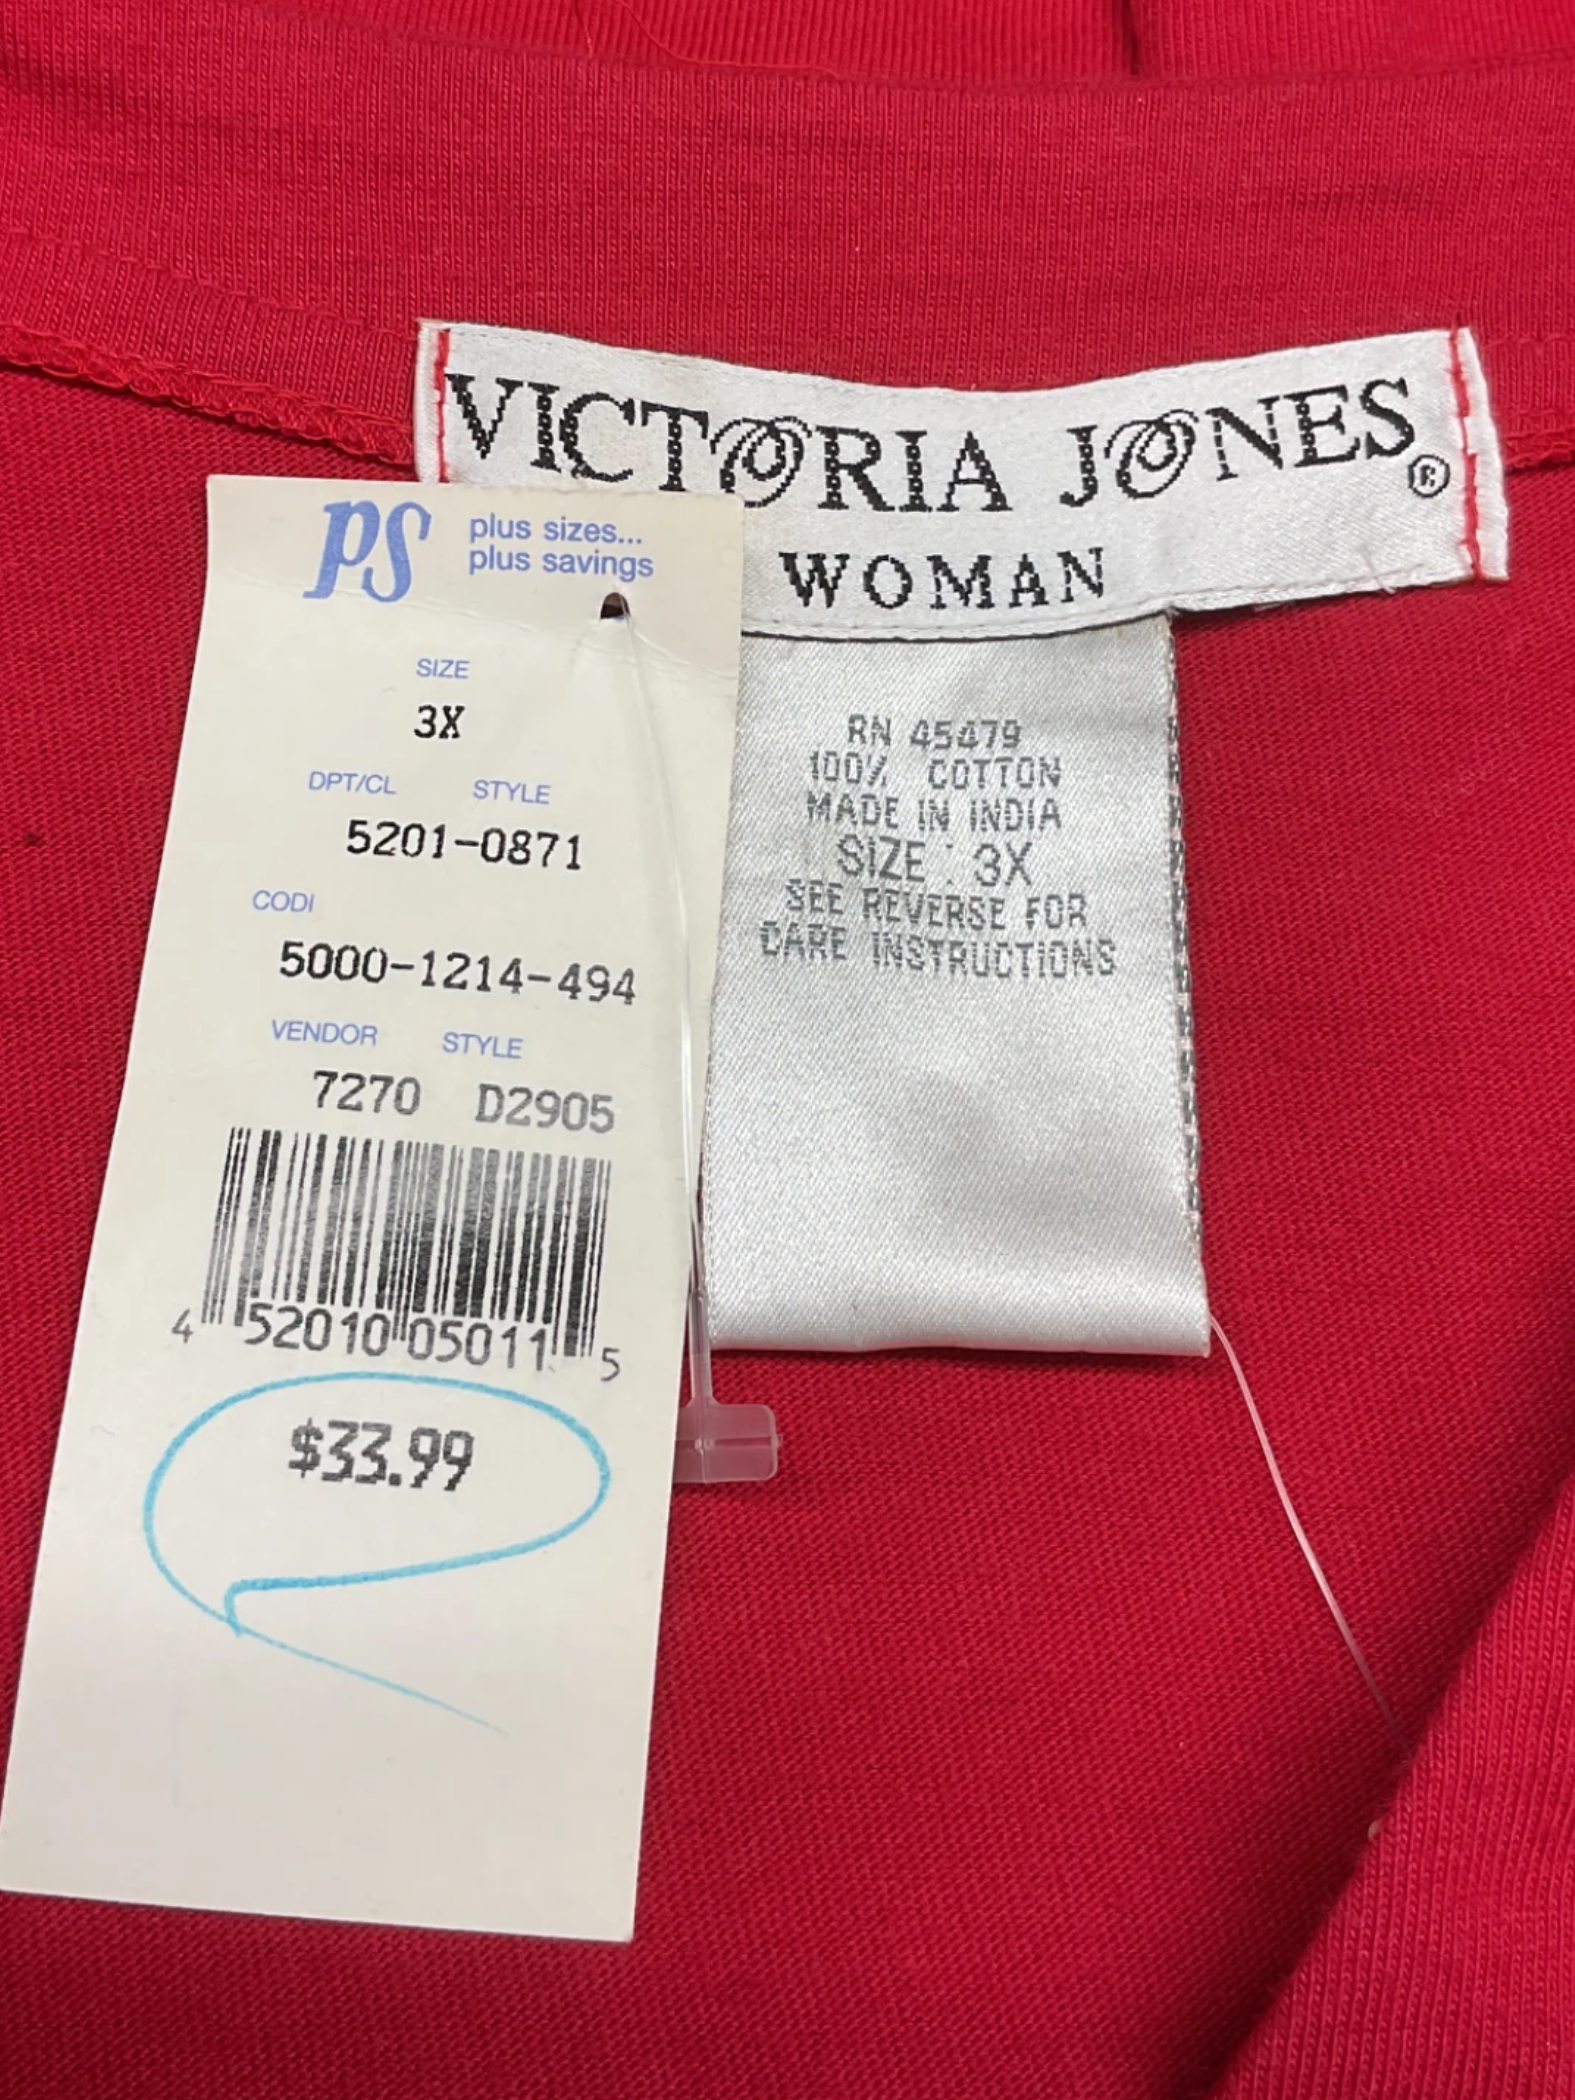 VICTORIA JONES®
WOMAN
RN 45479
100% COTTON
MADE IN INDIA
SIZE : 3X
SEE REVERSE FOR
CARE INSTRUCTIONS
PS
plus sizes...
plus savings
SIZE
3X
DPT/CL STYLE
5201-0871
CODI
5000-1214-494
VENDOR STYLE
7270 D2905
4 52010 05011 5
$33.99